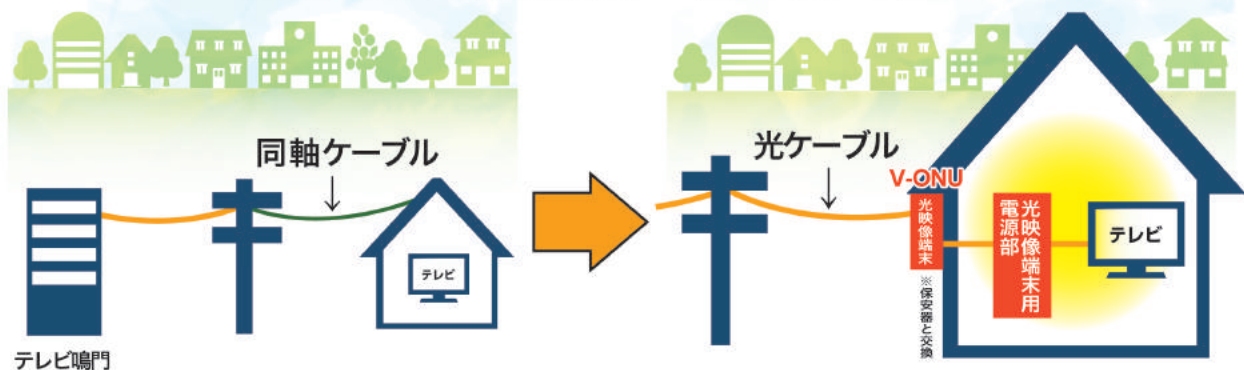 同軸ケーブル
テレビ
テレビ鳴門
光ケーブル
V-ONU
光映像端末
※保安器と交換
光映像端末用
電源部
テレビ